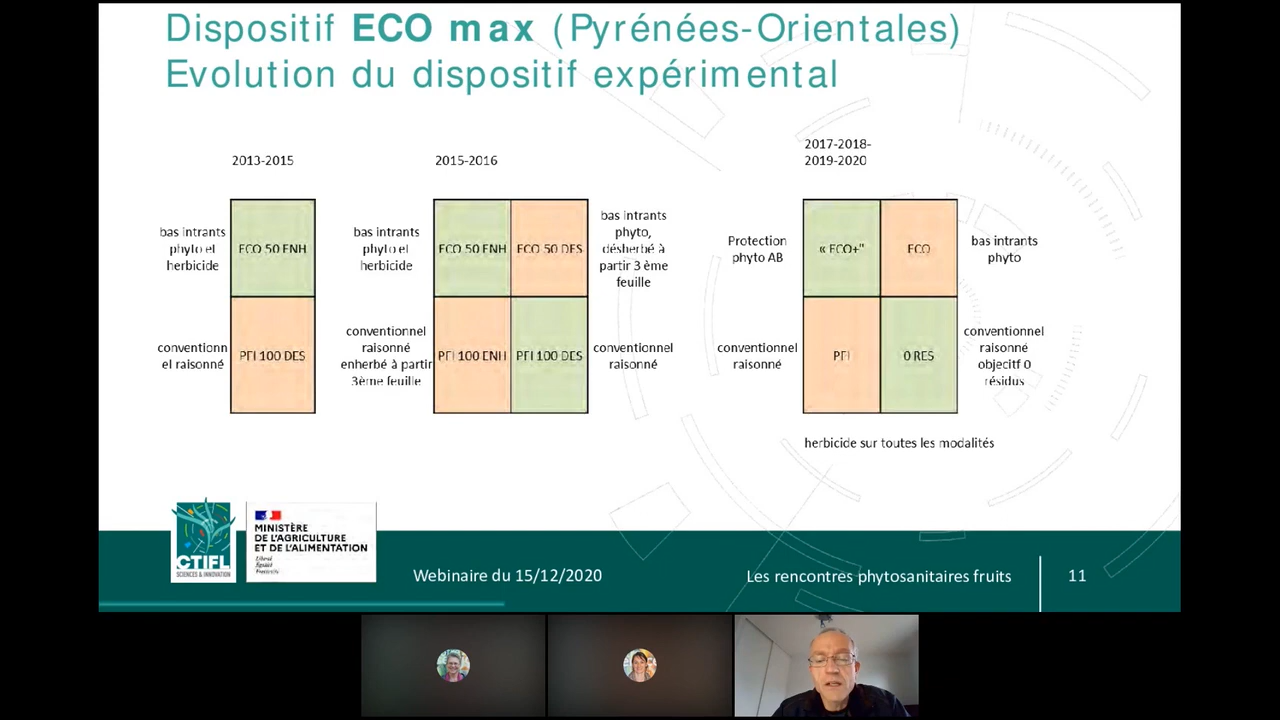 Dispositif ECO max (Pyrénées-Orientales)
Evolution du dispositif expérimental
2013-2015
bas intrants
phyto et
herbicide
ECO 50 ENH
conventionn
el raisonné
PFI 100 DES
2015-2016
bas intrants
phyto et
herbicide
ECO 50 ENH
ECO 50 DES
bas intrants
phyto,
désherbé à
partir 3 ème
feuille
conventionnel
raisonné
enherbé à partir
3ème feuille
PFI 100 ENH
PFI 100 DES
conventionnel
raisonné
2017-2018-
2019-2020
Protection
phyto AB
« ECO+"
ECO
bas intrants
phyto
conventionnel
raisonné
PFI
0 RES
conventionnel
raisonné
objectif 0
résidus
herbicide sur toutes les modalités
CTIFL
SCIENCES & INNOVATION
MINISTÈRE
DE L'AGRICULTURE
ET DE L'ALIMENTATION
Liberté
Égalité
Fraternité
Webinaire du 15/12/2020
Les rencontres phytosanitaires fruits
11